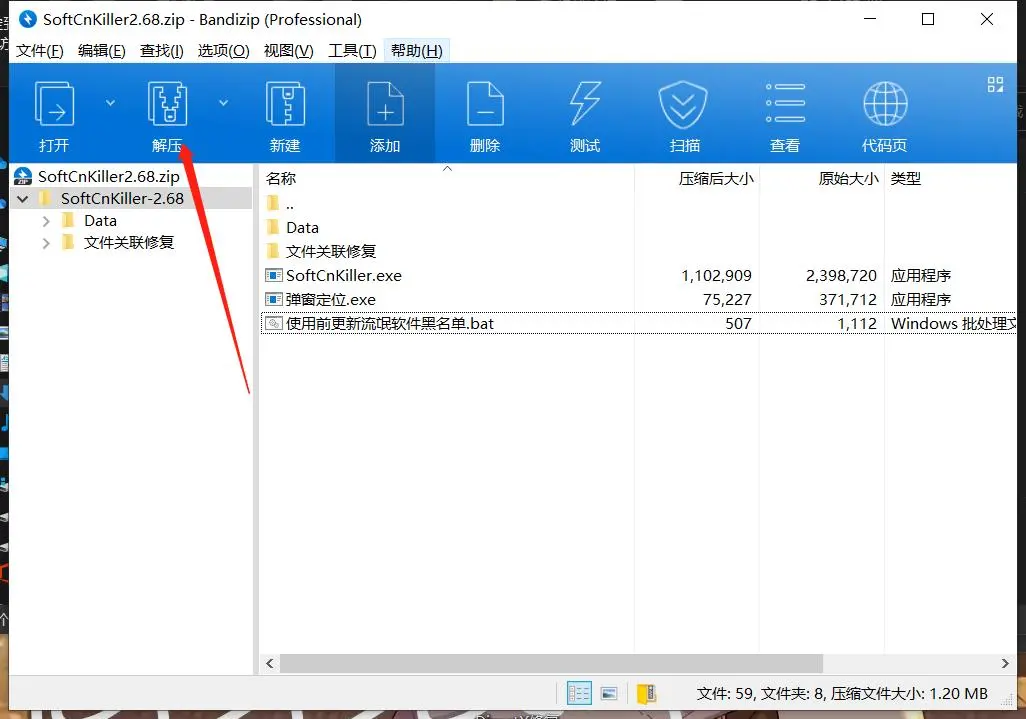 SoftCnKiller2.68.zip - Bandizip (Professional)
文件(F) 编辑(E) 查找(I) 选项(O) 视图(V) 工具(T) 帮助(H)
打开 解压 新建 添加 删除 测试 扫描 查看 代码页
SoftCnKiller2.68.zip
SoftCnKiller-2.68
Data
文件关联修复
名称 压缩后大小 原始大小 类型
..
Data
文件关联修复
SoftCnKiller.exe 1,102,909 2,398,720 应用程序
弹窗定位.exe 75,227 371,712 应用程序
使用前更新流氓软件黑名单.bat 507 1,112 Windows 批处理文
文件: 59, 文件夹: 8, 压缩文件大小: 1.20 MB